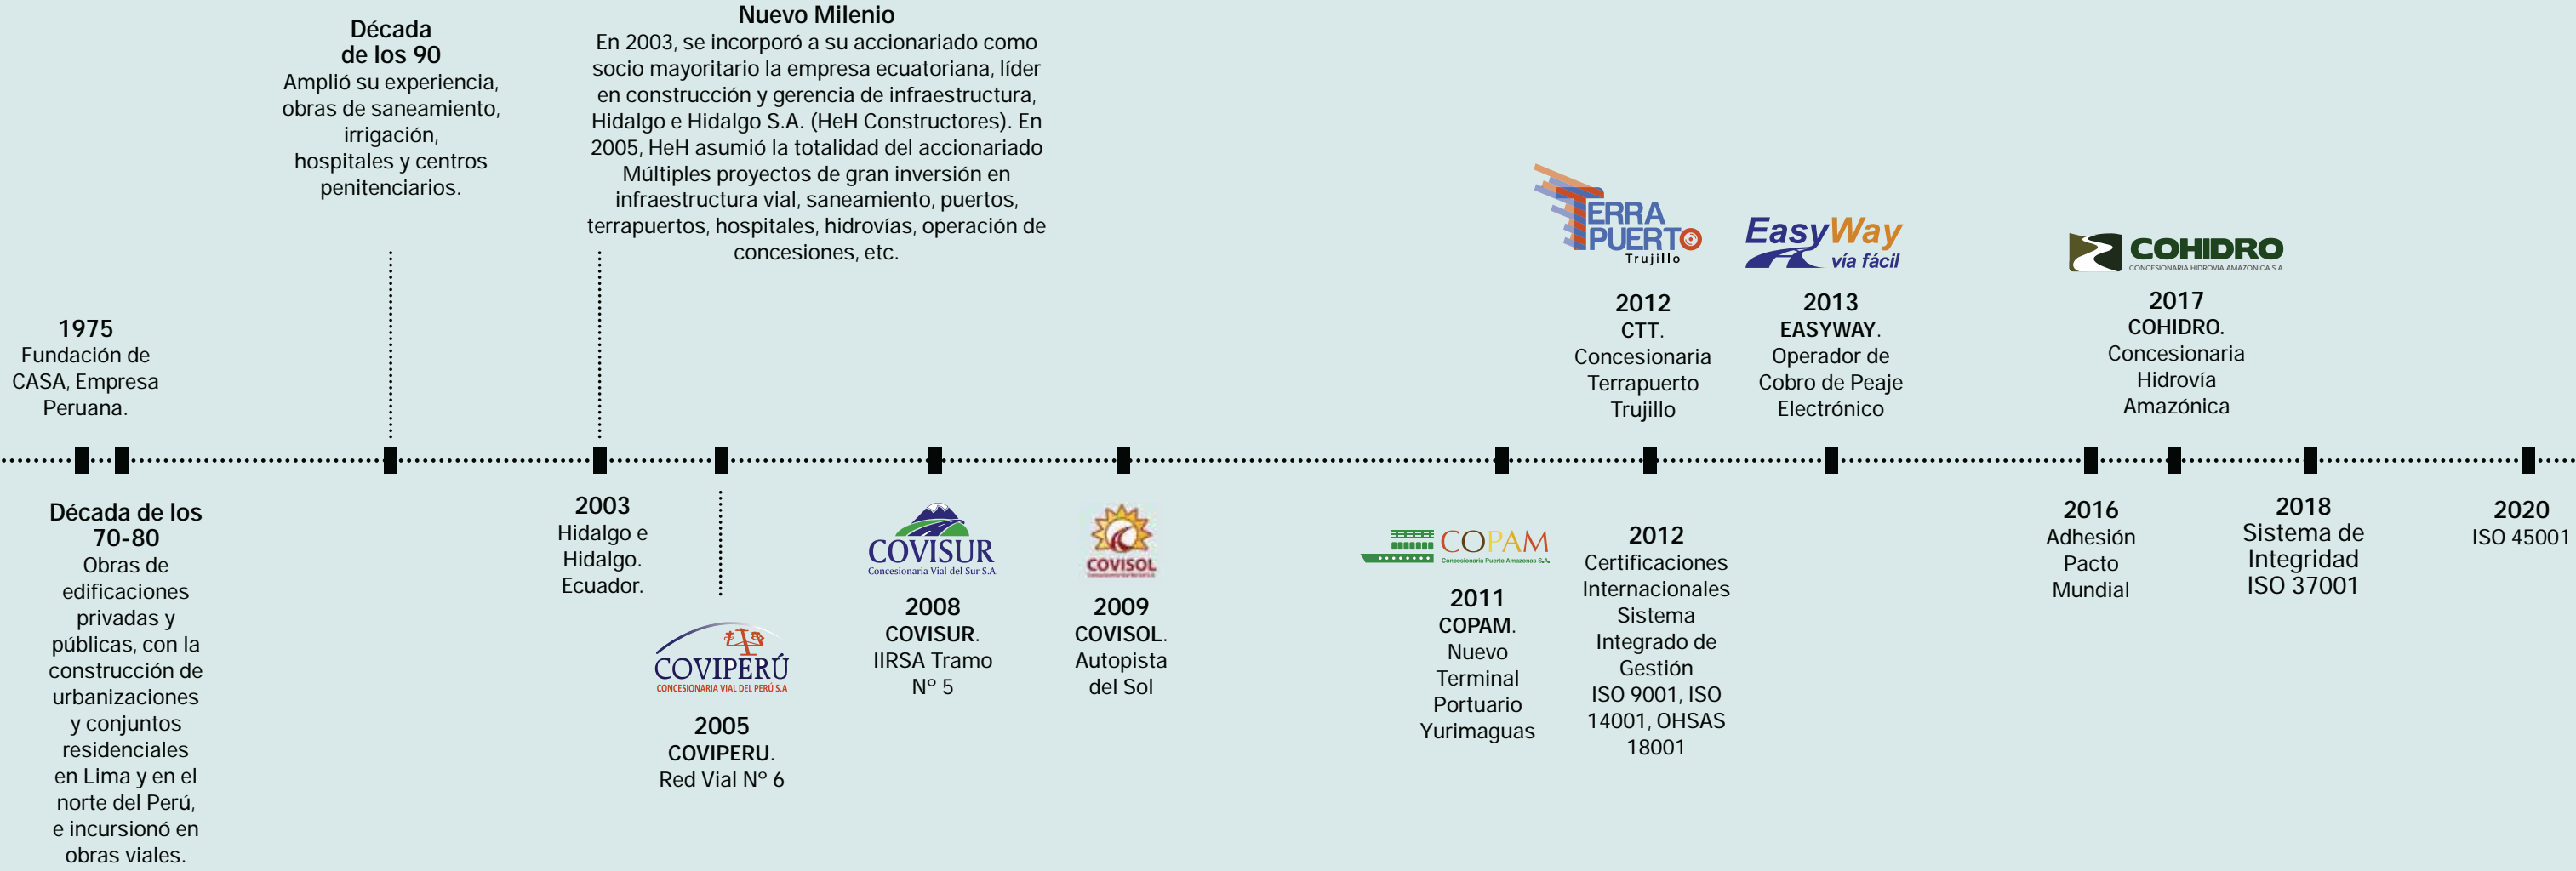 1975
Fundación de
CASA, Empresa
Peruana.
Década de los
70-80
Obras de
edificaciones
privadas y
públicas, con la
construcción de
urbanizaciones
y conjuntos
residenciales
en Lima y en el
norte del Perú,
e incursionó en
obras viales.
Década
de los 90
Amplió su experiencia,
obras de saneamiento,
irrigación,
hospitales y centros
penitenciarios.
Nuevo Milenio
En 2003, se incorporó a su accionariado como
socio mayoritario la empresa ecuatoriana, líder
en construcción y gerencia de infraestructura,
Hidalgo e Hidalgo S.A. (HeH Constructores). En
2005, HeH asumió la totalidad del accionariado
Múltiples proyectos de gran inversión en
infraestructura vial, saneamiento, puertos,
terrapuertos, hospitales, hidrovías, operación de
concesiones, etc.
2003
Hidalgo e
Hidalgo.
Ecuador.
COVIPERÚ
CONCESIONARIA VIAL DEL PERÚ S.A
2005
COVIPERU.
Red Vial Nº 6
COVISUR
Concesionaria Vial del Sur S.A.
2008
COVISUR.
IIRSA Tramo
Nº 5
COVISOL
2009
COVISOL.
Autopista
del Sol
COPAM
Concesionaria Puerto Amazonas S.A.
2011
COPAM.
Nuevo
Terminal
Portuario
Yurimaguas
TERRA
PUERTO
Trujillo
2012
CTT.
Concesionaria
Terrapuerto
Trujillo
2012
Certificaciones
Internacionales
Sistema
Integrado de
Gestión
ISO 9001, ISO
14001, OHSAS
18001
EasyWay
vía fácil
2013
EASYWAY.
Operador de
Cobro de Peaje
Electrónico
2016
Adhesión
Pacto
Mundial
COHIDRO
CONCESIONARIA HIDROVÍA AMAZÓNICA S.A.
2017
COHIDRO.
Concesionaria
Hidrovía
Amazónica
2018
Sistema de
Integridad
ISO 37001
2020
ISO 45001